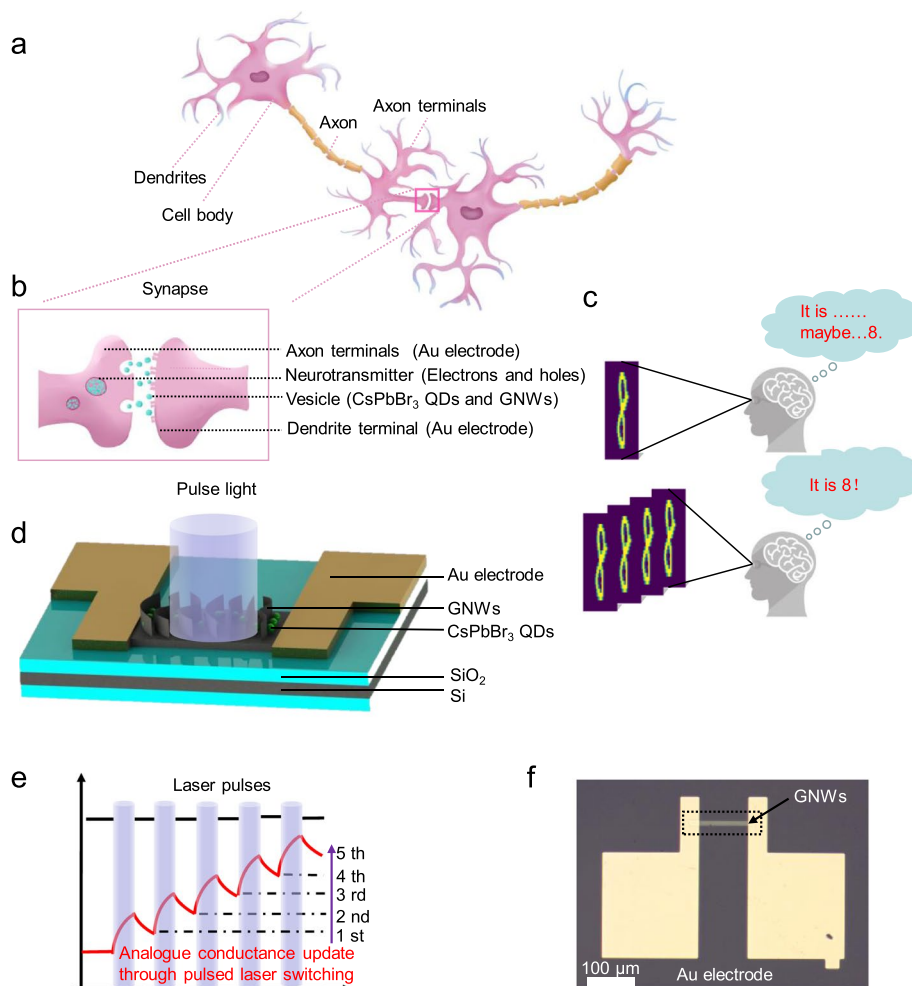 a
Axon terminals
Axon
Dendrites
Cell body
b
Synapse
Axon terminals (Au electrode)
Neurotransmitter (Electrons and holes)
Vesicle (CsPbBr₃ QDs and GNWs)
Dendrite terminal (Au electrode)
c
It is ……
maybe…8.
It is 8!
Pulse light
d
Au electrode
GNWs
CsPbBr₃ QDs
SiO₂
Si
e
Laser pulses
5 th
4 th
3 rd
2 nd
1 st
Analogue conductance update
through pulsed laser switching
f
GNWs
100 µm
Au electrode